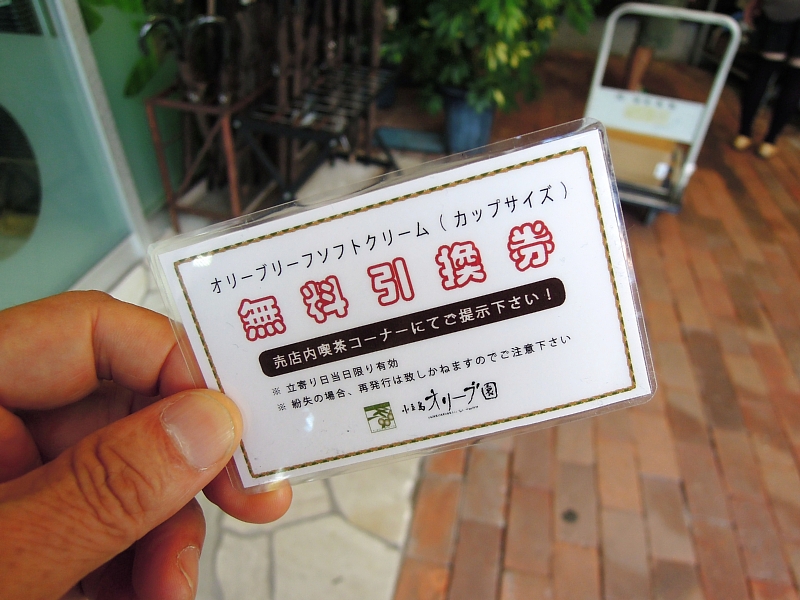 オリーブリーフソフトクリーム(カップサイズ)
無料引換券
売店内喫茶コーナーにてご提示下さい!
※ 立寄り日当日限り有効
※ 紛失の場合、再発行は致しかねますのでご注意下さい
小豆島オリーブ園